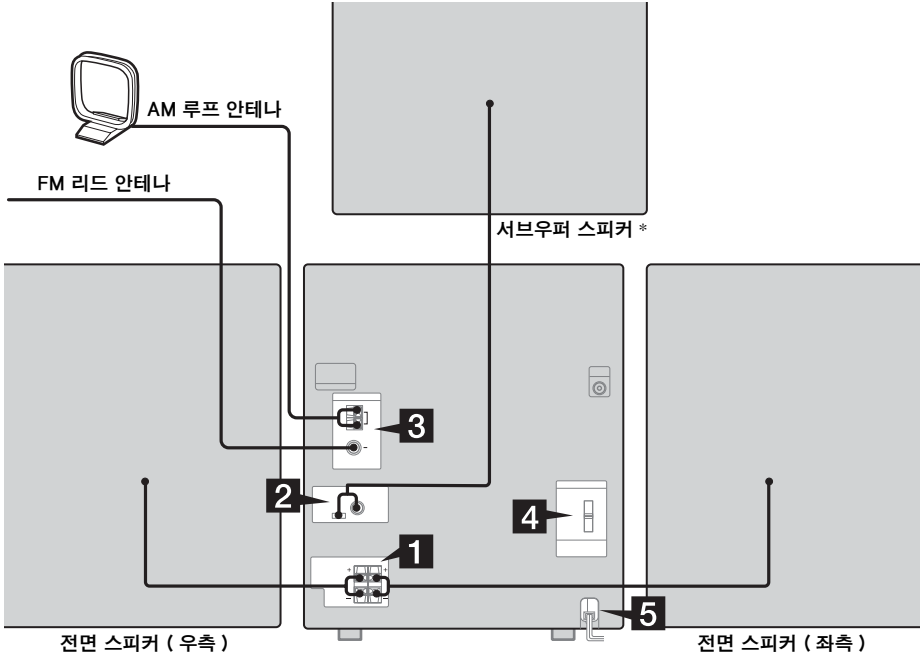 AM 루프 안테나
FM 리드 안테나
서브우퍼 스피커 *
3
2
4
1
+ +
– –
5
전면 스피커 ( 우측 )
전면 스피커 ( 좌측 )